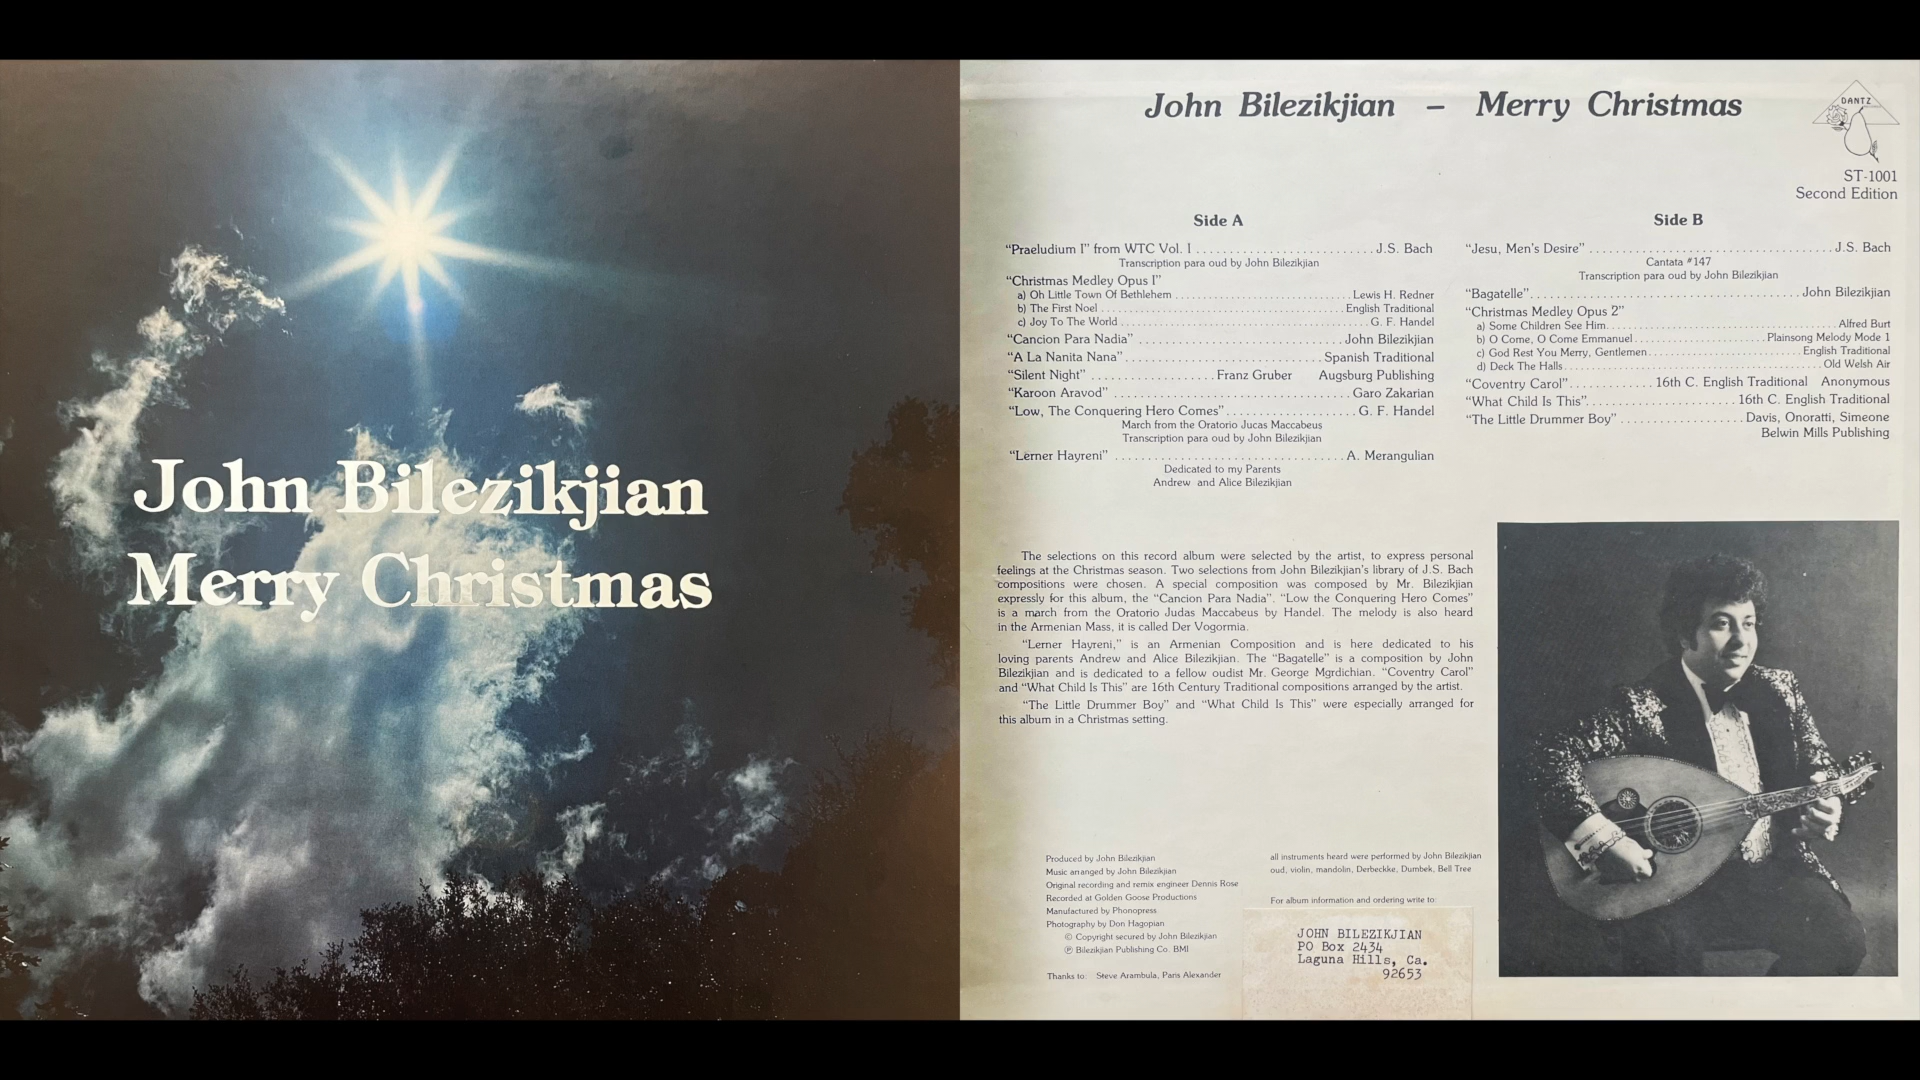 John Bilezikjian
Merry Christmas
John Bilezikjian – Merry Christmas
DANTZ
ST-1001
Second Edition
Side A
"Praeludium I" from WTC Vol. I ........ J.S. Bach
Transcription para oud by John Bilezikjian
"Christmas Medley Opus I"
a) Oh Little Town Of Bethlehem ........ Lewis H. Redner
b) The First Noel ........ English Traditional
c) Joy To The World ........ G. F. Handel
"Cancion Para Nadia" ........ John Bilezikjian
"A La Nanita Nana" ........ Spanish Traditional
"Silent Night" ........ Franz Gruber Augsburg Publishing
"Karoon Aravod" ........ Garo Zakarian
"Low, The Conquering Hero Comes" ........ G. F. Handel
March from the Oratorio Jucas Maccabeus
Transcription para oud by John Bilezikjian
"Lerner Hayreni" ........ A. Merangulian
Dedicated to my Parents
Andrew and Alice Bilezikjian
Side B
"Jesu, Men's Desire" ........ J.S. Bach
Cantata #147
Transcription para oud by John Bilezikjian
"Bagatelle" ........ John Bilezikjian
"Christmas Medley Opus 2"
a) Some Children See Him ........ Alfred Burt
b) O Come, O Come Emmanuel ........ Plainsong Melody Mode 1
c) God Rest You Merry, Gentlemen ........ English Traditional
d) Deck The Halls ........ Old Welsh Air
"Coventry Carol" ........ 16th C. English Traditional Anonymous
"What Child Is This" ........ 16th C. English Traditional
"The Little Drummer Boy" ........ Davis, Onoratti, Simeone
Belwin Mills Publishing
The selections on this record album were selected by the artist, to express personal
feelings at the Christmas season. Two selections from John Bilezikjian's library of J.S. Bach
compositions were chosen. A special composition was composed by Mr. Bilezikjian
expressly for this album, the "Cancion Para Nadia". "Low the Conquering Hero Comes"
is a march from the Oratorio Judas Maccabeus by Handel. The melody is also heard
in the Armenian Mass, it is called Der Vogormia.
"Lerner Hayreni," is an Armenian Composition and is here dedicated to his
loving parents Andrew and Alice Bilezikjian. The "Bagatelle" is a composition by John
Bilezikjian and is dedicated to a fellow oudist Mr. George Mgrdichian. "Coventry Carol"
and "What Child Is This" are 16th Century Traditional compositions arranged by the artist.
"The Little Drummer Boy" and "What Child Is This" were especially arranged for
this album in a Christmas setting.
Produced by John Bilezikjian
Music arranged by John Bilezikjian
Original recording and remix engineer Dennis Rose
Recorded at Golden Goose Productions
Manufactured by Phonopress
Photography by Don Hagopian
© Copyright secured by John Bilezikjian
℗ Bilezikjian Publishing Co. BMI
Thanks to: Steve Arambula, Paris Alexander
all instruments heard were performed by John Bilezikjian
oud, violin, mandolin, Derbeckke, Dumbek, Bell Tree
For album information and ordering write to:
JOHN BILEZIKJIAN
PO Box 2434
Laguna Hills, Ca.
92653